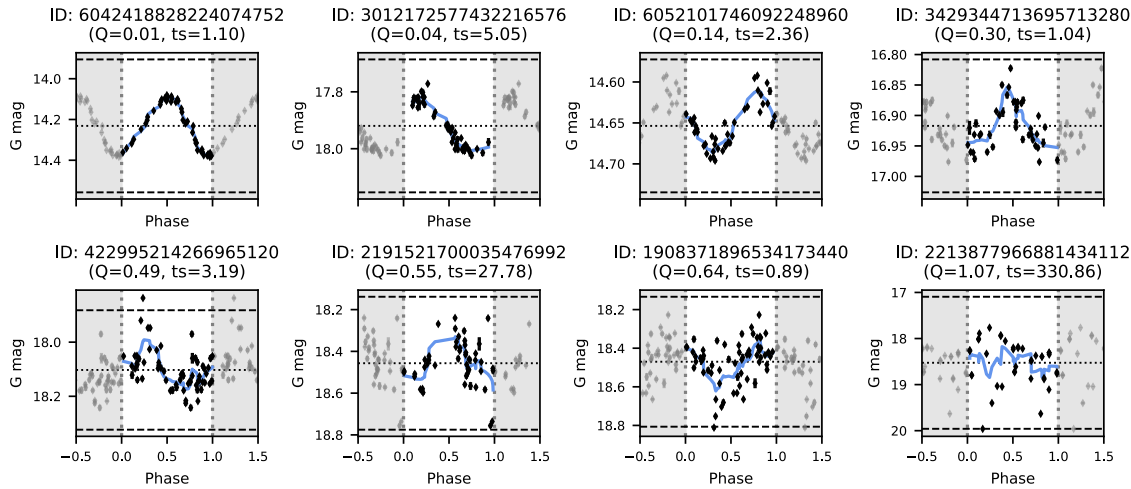 ID: 6042418828224074752
(Q=0.01, ts=1.10)
14.0
14.2
14.4
G mag
Phase
ID: 3012172577432216576
(Q=0.04, ts=5.05)
17.8
18.0
G mag
Phase
ID: 6052101746092248960
(Q=0.14, ts=2.36)
14.60
14.65
14.70
G mag
Phase
ID: 3429344713695713280
(Q=0.30, ts=1.04)
16.80
16.85
16.90
16.95
17.00
G mag
Phase
ID: 4229952142669651​20
(Q=0.49, ts=3.19)
18.0
18.2
G mag
−0.5 0.0 0.5 1.0 1.5
Phase
ID: 2191521700035476992
(Q=0.55, ts=27.78)
18.2
18.4
18.6
18.8
G mag
−0.5 0.0 0.5 1.0 1.5
Phase
ID: 1908371896534173440
(Q=0.64, ts=0.89)
18.2
18.4
18.6
18.8
G mag
−0.5 0.0 0.5 1.0 1.5
Phase
ID: 2213877966881434112
(Q=1.07, ts=330.86)
17
18
19
20
G mag
−0.5 0.0 0.5 1.0 1.5
Phase